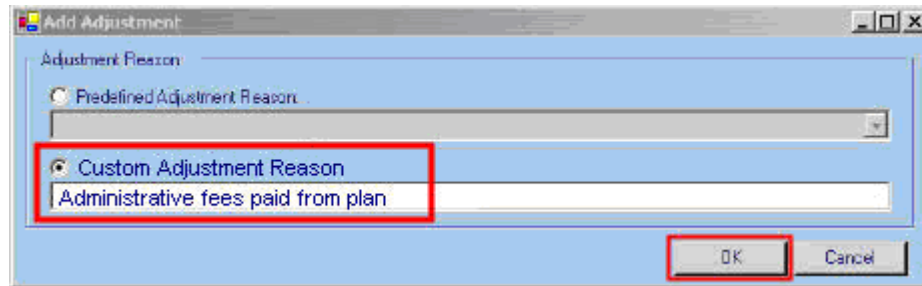 Add Adjustment
Adjustment Reason
Predefined Adjustment Reason
Custom Adjustment Reason
Administrative fees paid from plan
OK Cancel